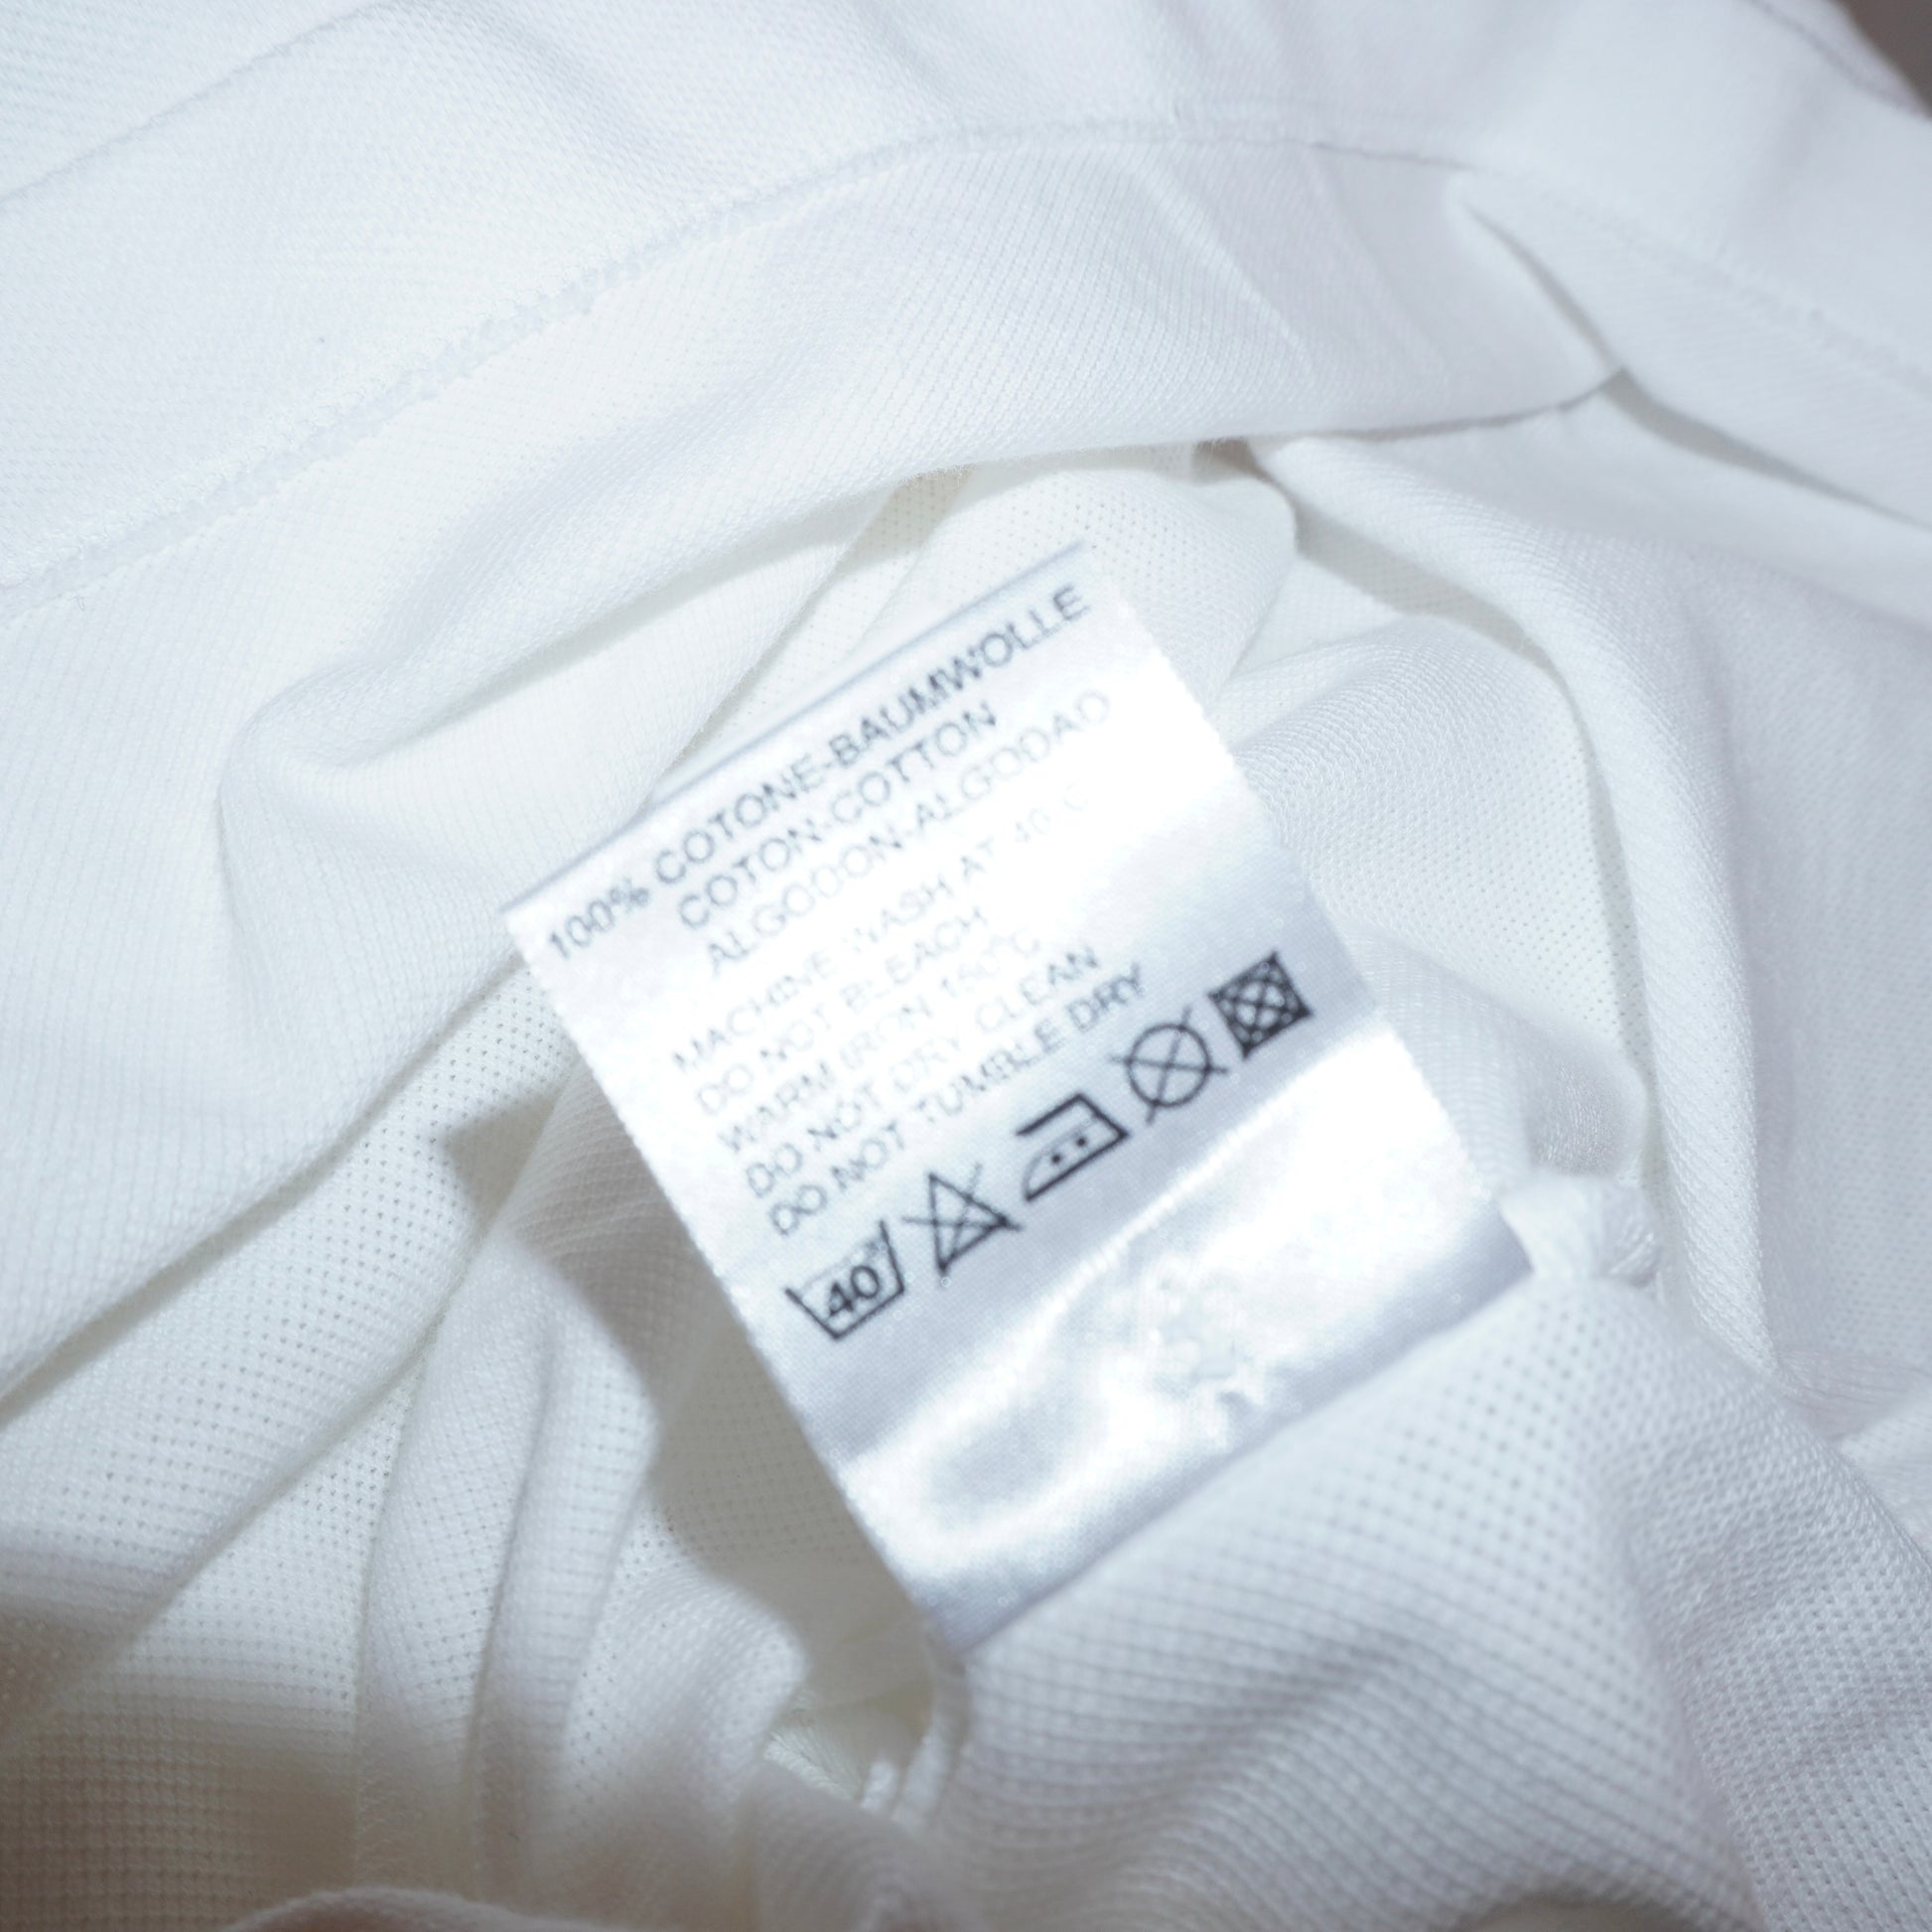 100% COTONE-BAUMWOLLE
COTON-COTTON
ALGODON-ALGODAO
MACHINE WASH AT 40°C
DO NOT BLEACH
WARM IRON 150°C
DO NOT DRY CLEAN
DO NOT TUMBLE DRY
40°